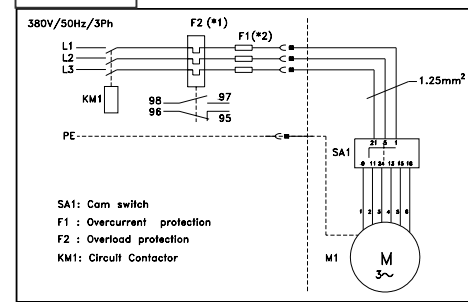 380V/50Hz/3Ph
F2 (*1)
F1(*2)
L1
L2
L3
1.25mm²
KM1
98 97
96 95
PE
21 5 1
SA1
9 11 24 13 15 16
1 2 3 4 5 6
SA1: Cam switch
F1 : Overcurrent protection
F2 : Overload protection
KM1: Circuit Contactor
M1
M
3~